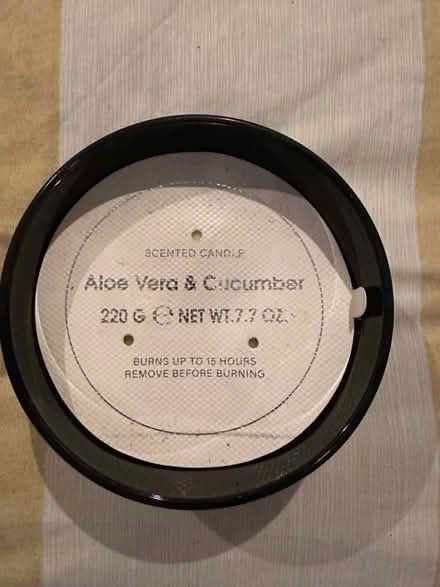 SCENTED CANDLE
Aloe Vera & Cucumber
220 G ℮ NET WT.7.7 OZ.
BURNS UP TO 15 HOURS
REMOVE BEFORE BURNING